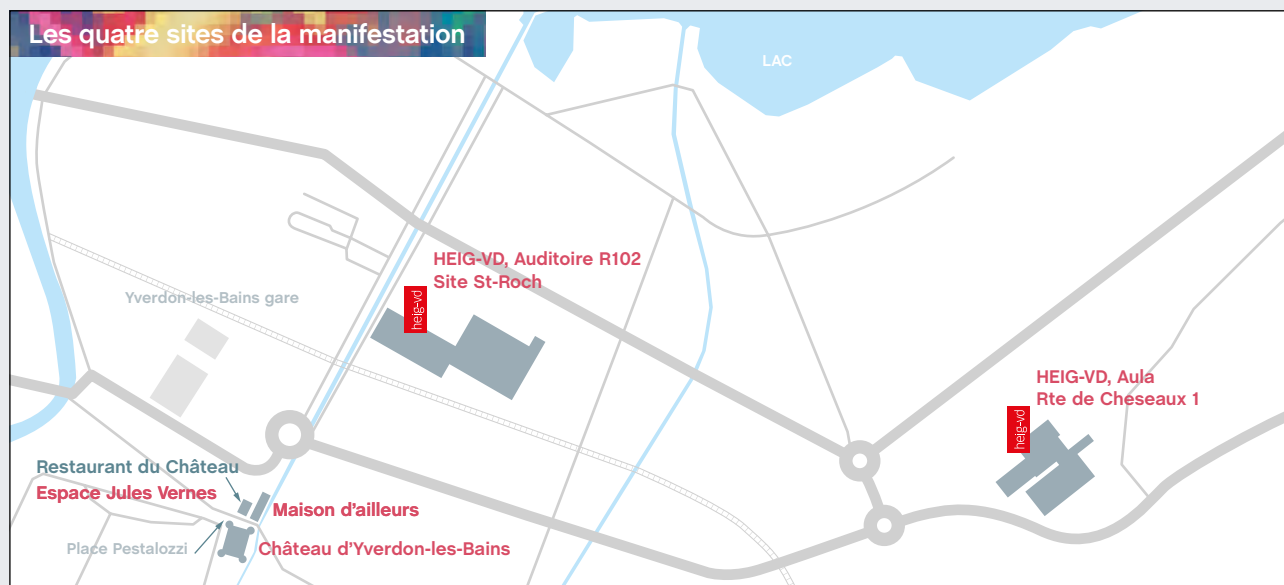 Les quatre sites de la manifestation
LAC
HEIG-VD, Auditoire R102
Site St-Roch
heig-vd
Yverdon-les-Bains gare
HEIG-VD, Aula
Rte de Cheseaux 1
heig-vd
Restaurant du Château
Espace Jules Vernes
Maison d'ailleurs
Place Pestalozzi
Château d'Yverdon-les-Bains